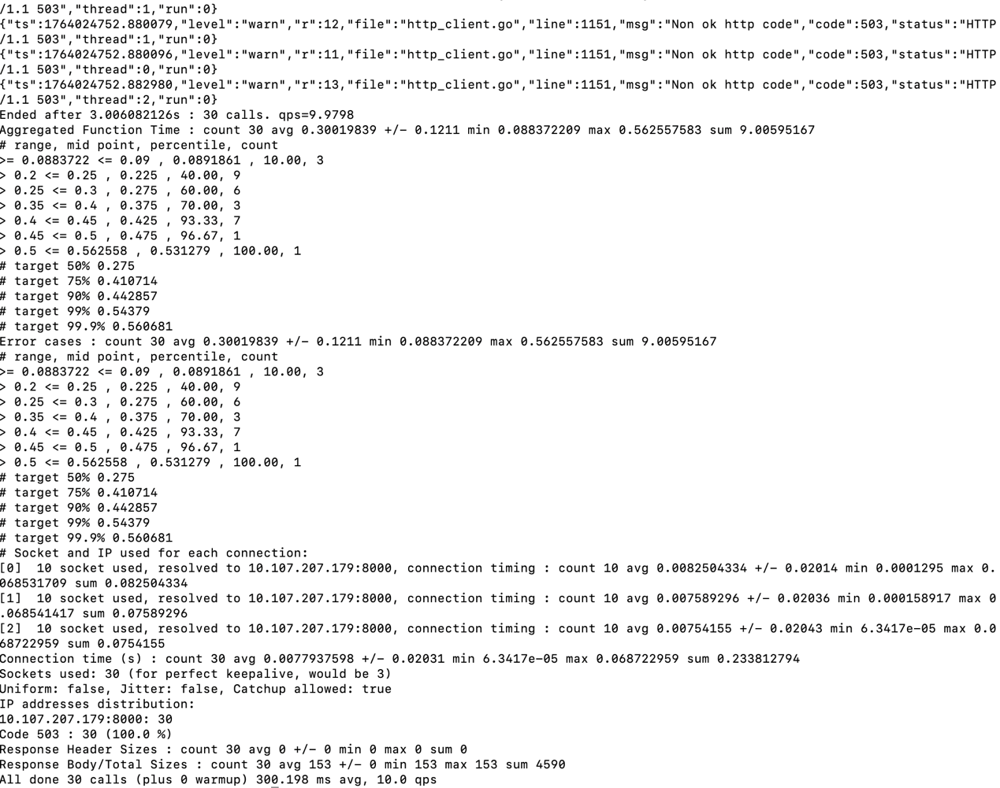 /1.1 503","thread":1,"run":0}
{"ts":1764024752.880079,"level":"warn","r":12,"file":"http_client.go","line":1151,"msg":"Non ok http code","code":503,"status":"HTTP
/1.1 503","thread":1,"run":0}
{"ts":1764024752.880096,"level":"warn","r":11,"file":"http_client.go","line":1151,"msg":"Non ok http code","code":503,"status":"HTTP
/1.1 503","thread":0,"run":0}
{"ts":1764024752.882980,"level":"warn","r":13,"file":"http_client.go","line":1151,"msg":"Non ok http code","code":503,"status":"HTTP
/1.1 503","thread":2,"run":0}
Ended after 3.006082126s : 30 calls. qps=9.9798
Aggregated Function Time : count 30 avg 0.30019839 +/- 0.1211 min 0.088372209 max 0.562557583 sum 9.00595167
# range, mid point, percentile, count
>= 0.0883722 <= 0.09 , 0.0891861 , 10.00, 3
> 0.2 <= 0.25 , 0.225 , 40.00, 9
> 0.25 <= 0.3 , 0.275 , 60.00, 6
> 0.35 <= 0.4 , 0.375 , 70.00, 3
> 0.4 <= 0.45 , 0.425 , 93.33, 7
> 0.45 <= 0.5 , 0.475 , 96.67, 1
> 0.5 <= 0.562558 , 0.531279 , 100.00, 1
# target 50% 0.275
# target 75% 0.410714
# target 90% 0.442857
# target 99% 0.54379
# target 99.9% 0.560681
Error cases : count 30 avg 0.30019839 +/- 0.1211 min 0.088372209 max 0.562557583 sum 9.00595167
# range, mid point, percentile, count
>= 0.0883722 <= 0.09 , 0.0891861 , 10.00, 3
> 0.2 <= 0.25 , 0.225 , 40.00, 9
> 0.25 <= 0.3 , 0.275 , 60.00, 6
> 0.35 <= 0.4 , 0.375 , 70.00, 3
> 0.4 <= 0.45 , 0.425 , 93.33, 7
> 0.45 <= 0.5 , 0.475 , 96.67, 1
> 0.5 <= 0.562558 , 0.531279 , 100.00, 1
# target 50% 0.275
# target 75% 0.410714
# target 90% 0.442857
# target 99% 0.54379
# target 99.9% 0.560681
# Socket and IP used for each connection:
[0]  10 socket used, resolved to 10.107.207.179:8000, connection timing : count 10 avg 0.0082504334 +/- 0.02014 min 0.0001295 max 0.
068531709 sum 0.082504334
[1]  10 socket used, resolved to 10.107.207.179:8000, connection timing : count 10 avg 0.007589296 +/- 0.02036 min 0.000158917 max 0
.068541417 sum 0.07589296
[2]  10 socket used, resolved to 10.107.207.179:8000, connection timing : count 10 avg 0.00754155 +/- 0.02043 min 6.3417e-05 max 0.0
68722959 sum 0.0754155
Connection time (s) : count 30 avg 0.0077937598 +/- 0.02031 min 6.3417e-05 max 0.068722959 sum 0.233812794
Sockets used: 30 (for perfect keepalive, would be 3)
Uniform: false, Jitter: false, Catchup allowed: true
IP addresses distribution:
10.107.207.179:8000: 30
Code 503 : 30 (100.0 %)
Response Header Sizes : count 30 avg 0 +/- 0 min 0 max 0 sum 0
Response Body/Total Sizes : count 30 avg 153 +/- 0 min 153 max 153 sum 4590
All done 30 calls (plus 0 warmup) 300.198 ms avg, 10.0 qps